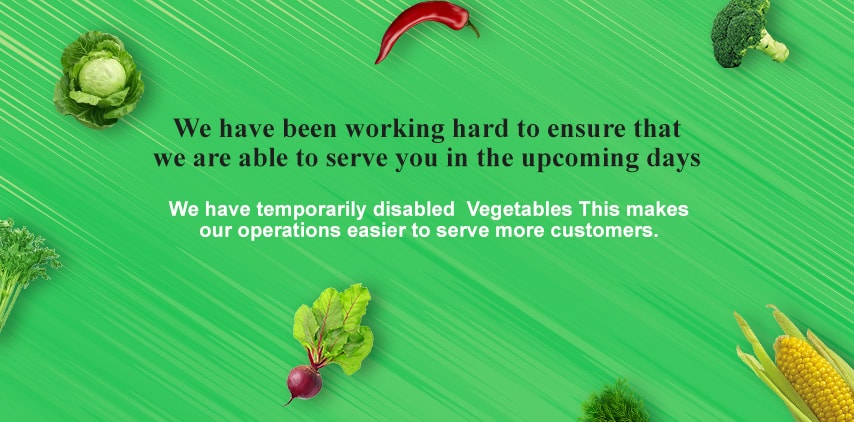 We have been working hard to ensure that
we are able to serve you in the upcoming days
We have temporarily disabled  Vegetables This makes
our operations easier to serve more customers.